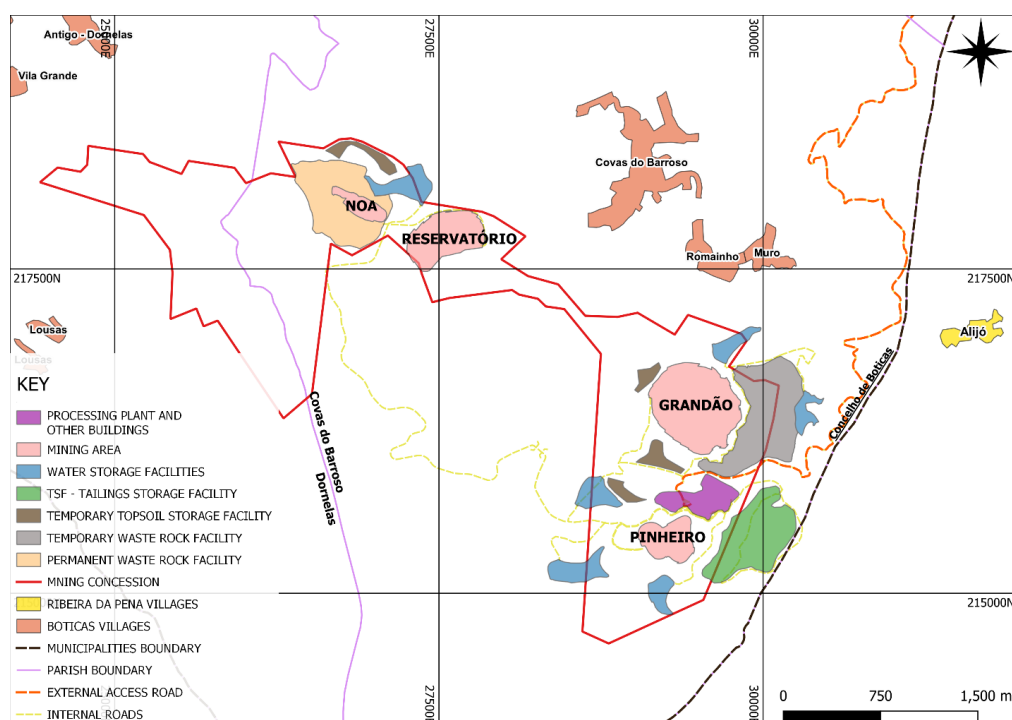 25000E
27500E
30000E
Antigo - Dornelas
Vila Grande
Covas do Barroso
NOA
RESERVATÓRIO
Romainho
Muro
217500N
217500N
Lousas
Alijó
Lousas
GRANDÃO
Concelho de Boticas
Covas do Barroso
Dornelas
PINHEIRO
215000N
KEY
PROCESSING PLANT AND
OTHER BUILDINGS
MINING AREA
WATER STORAGE FACILITIES
TSF - TAILINGS STORAGE FACILITY
TEMPORARY TOPSOIL STORAGE FACILITY
TEMPORARY WASTE ROCK FACILITY
PERMANENT WASTE ROCK FACILITY
MNING CONCESSION
RIBEIRA DA PENA VILLAGES
BOTICAS VILLAGES
MUNICIPALITIES BOUNDARY
PARISH BOUNDARY
EXTERNAL ACCESS ROAD
INTERNAL ROADS
27500E
30000E
0 750 1,500 m